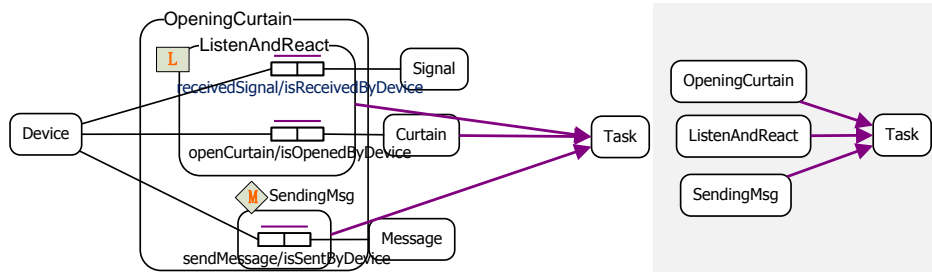 OpeningCurtain
ListenAndReact
L
receivedSignal/isReceivedByDevice
Signal
Device
openCurtain/isOpenedByDevice
Curtain
Task
M
SendingMsg
sendMessage/isSentByDevice
Message
OpeningCurtain
ListenAndReact
SendingMsg
Task